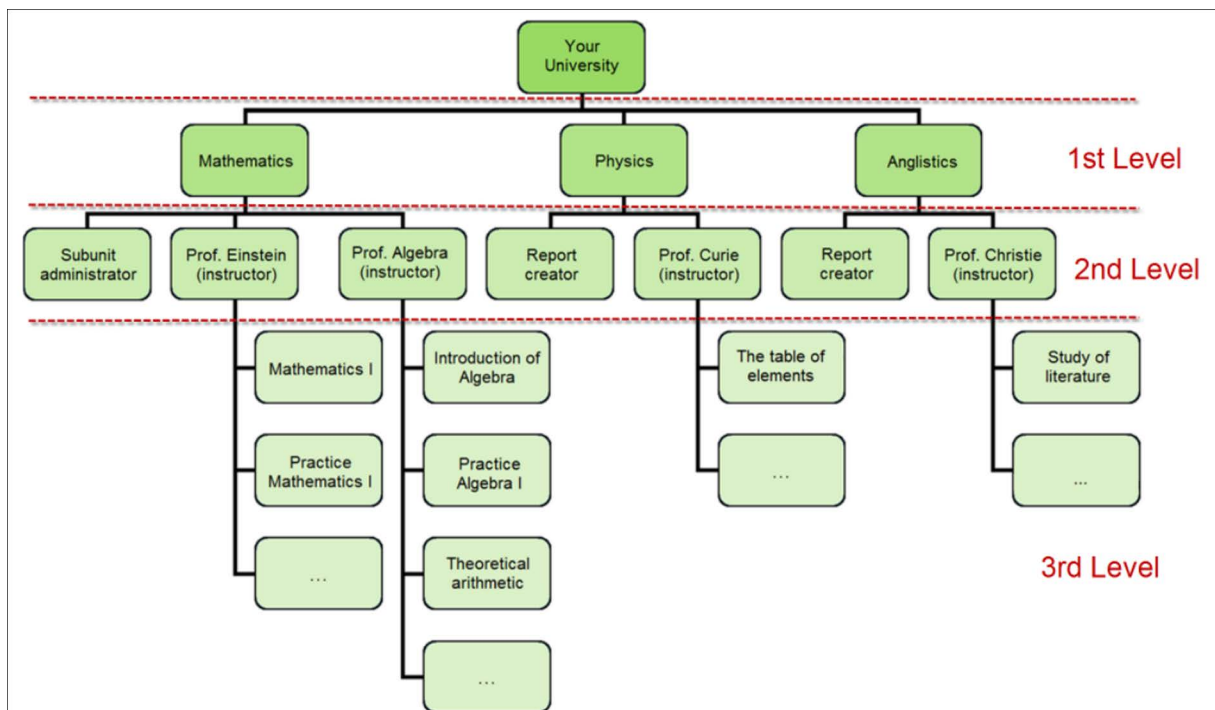 Your
University
Mathematics
Physics
Anglistics
1st Level
Subunit
administrator
Prof. Einstein
(instructor)
Prof. Algebra
(instructor)
Report
creator
Prof. Curie
(instructor)
Report
creator
Prof. Christie
(instructor)
2nd Level
Mathematics I
Introduction of
Algebra
The table of
elements
Study of
literature
Practice
Mathematics I
Practice
Algebra I
...
...
...
Theoretical
arithmetic
3rd Level
...